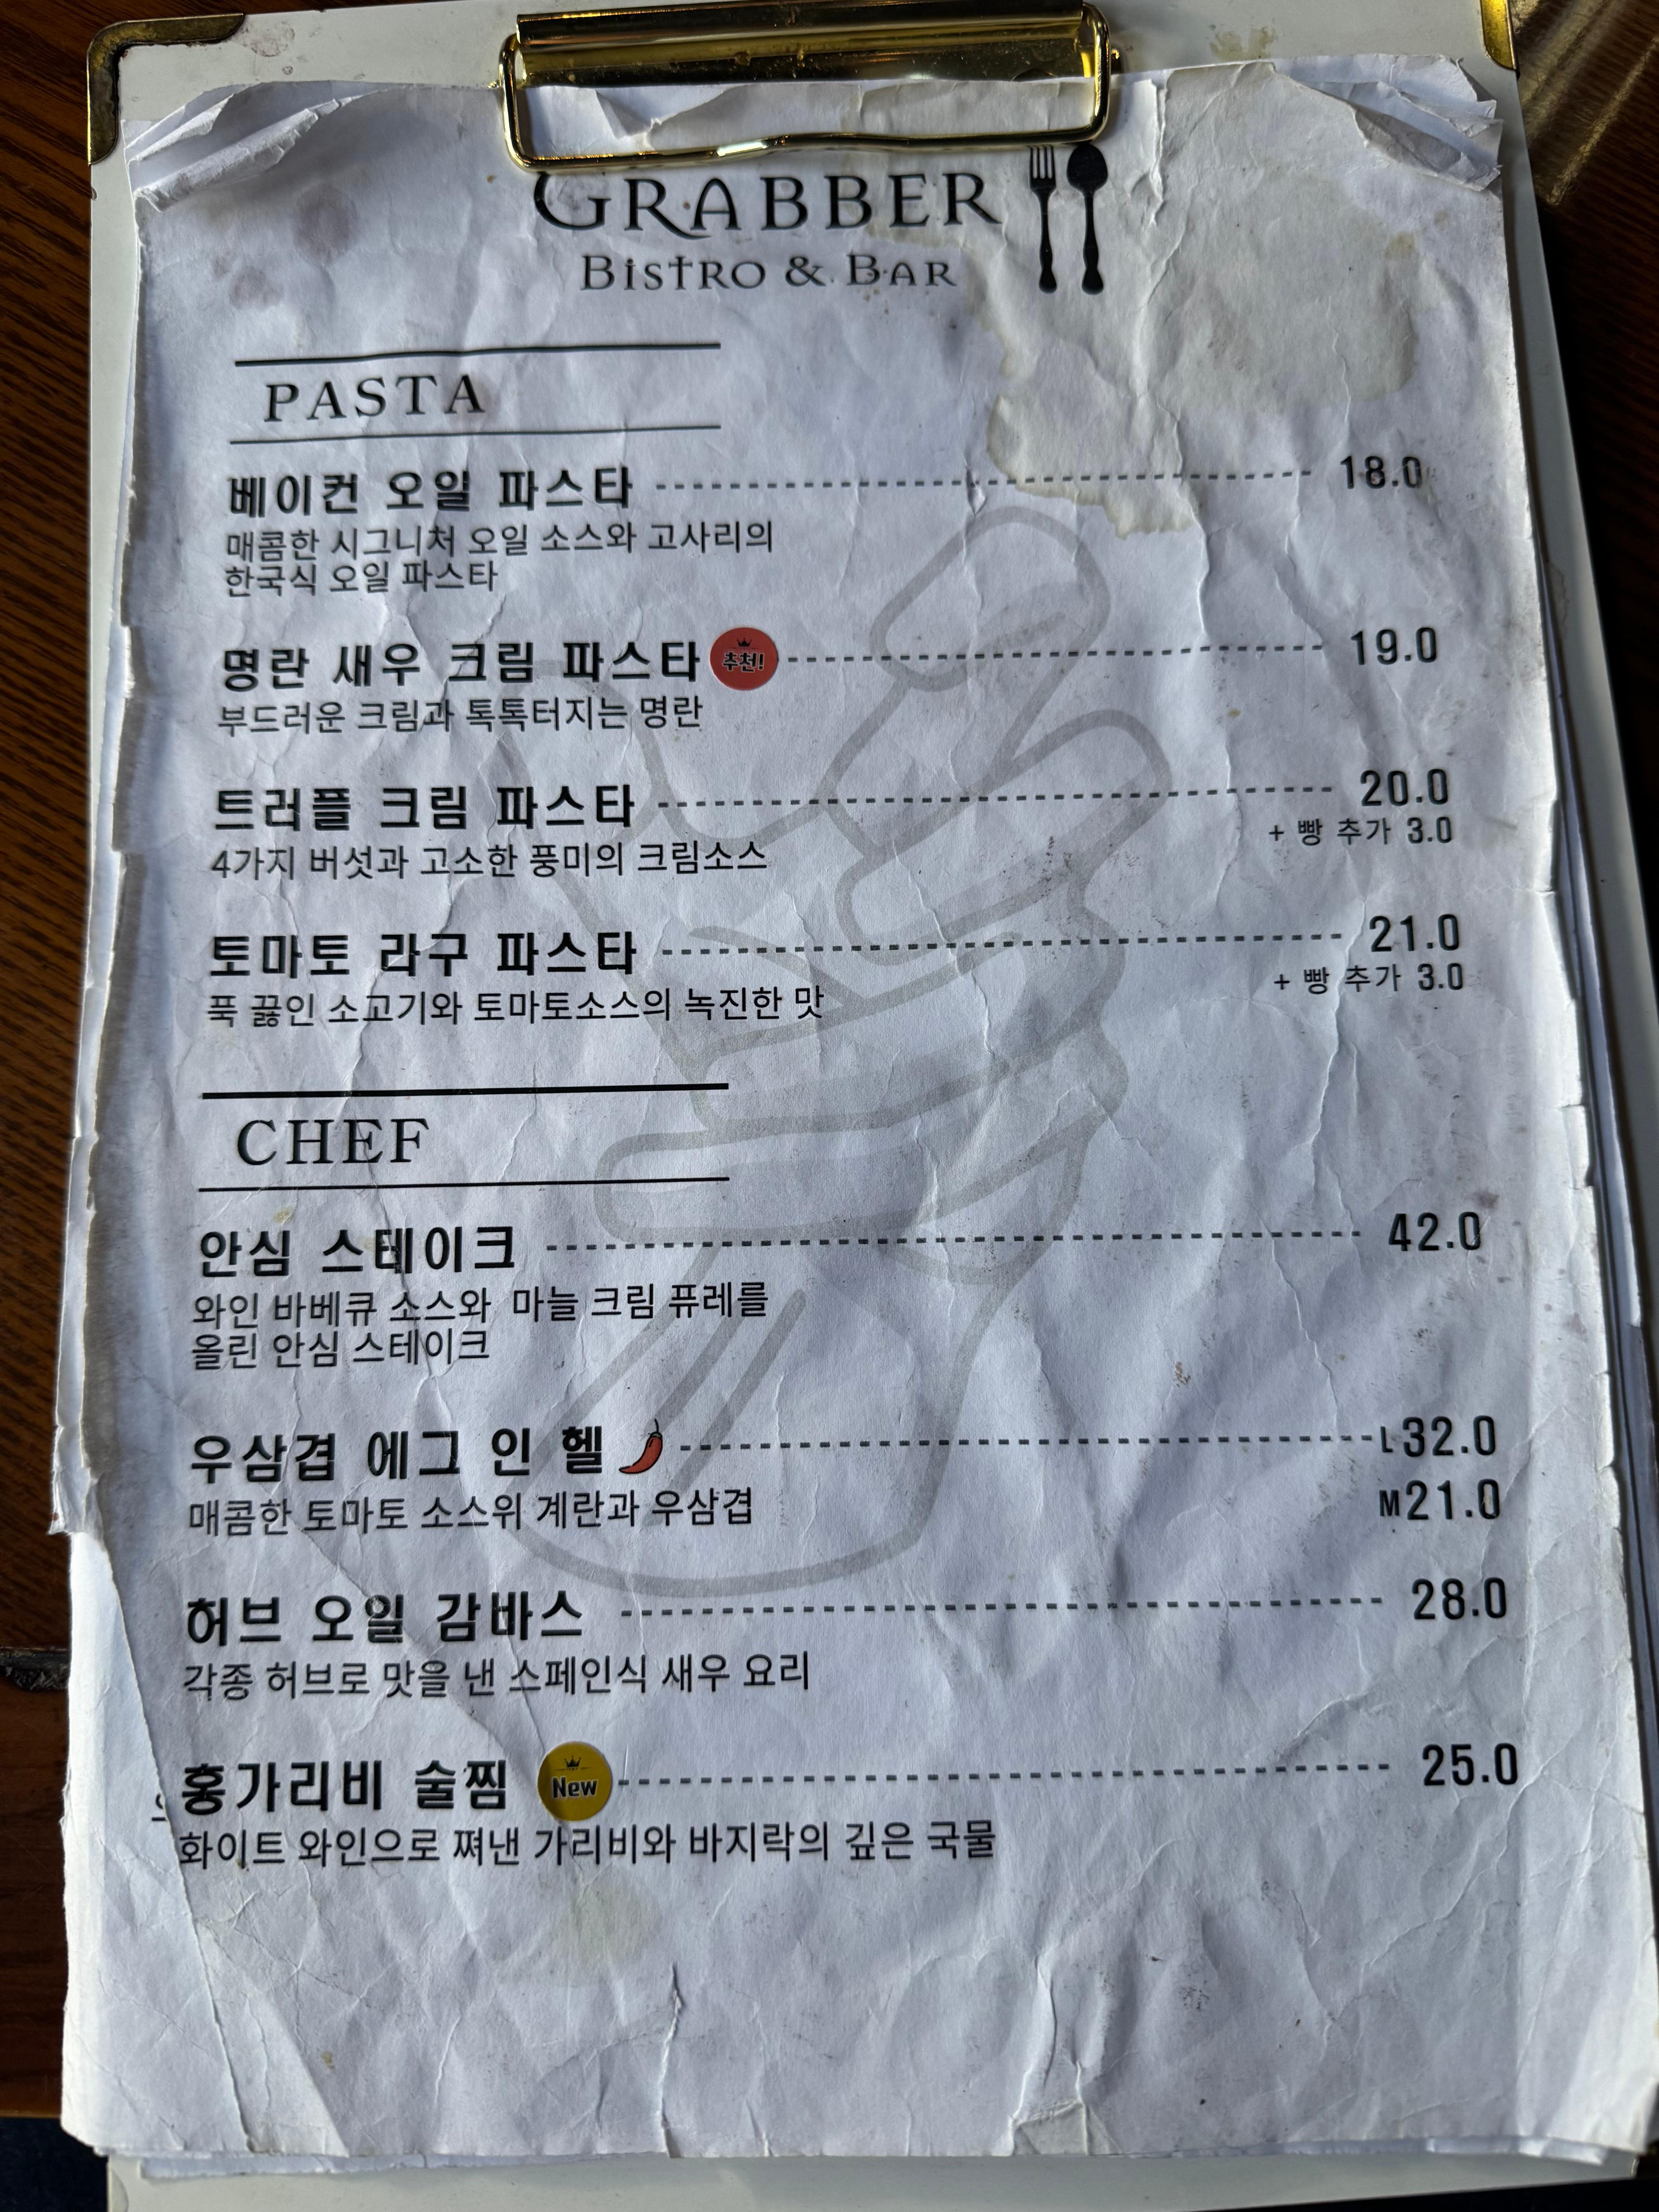 GRABBER
BISTRO & BAR
PASTA
베이컨 오일 파스타 18.0
매콤한 시그니처 오일 소스와 고사리의
한국식 오일 파스타
명란 새우 크림 파스타 추천! 19.0
부드러운 크림과 톡톡터지는 명란
트러플 크림 파스타 20.0
+ 빵 추가 3.0
4가지 버섯과 고소한 풍미의 크림소스
토마토 라구 파스타 21.0
+ 빵 추가 3.0
푹 끓인 소고기와 토마토소스의 녹진한 맛
CHEF
안심 스테이크 42.0
와인 바베큐 소스와 마늘 크림 퓨레를
올린 안심 스테이크
우삼겹 에그 인 헬 L32.0
M21.0
매콤한 토마토 소스위 계란과 우삼겹
허브 오일 감바스 28.0
각종 허브로 맛을 낸 스페인식 새우 요리
홍가리비 술찜 New 25.0
화이트 와인으로 쪄낸 가리비와 바지락의 깊은 국물